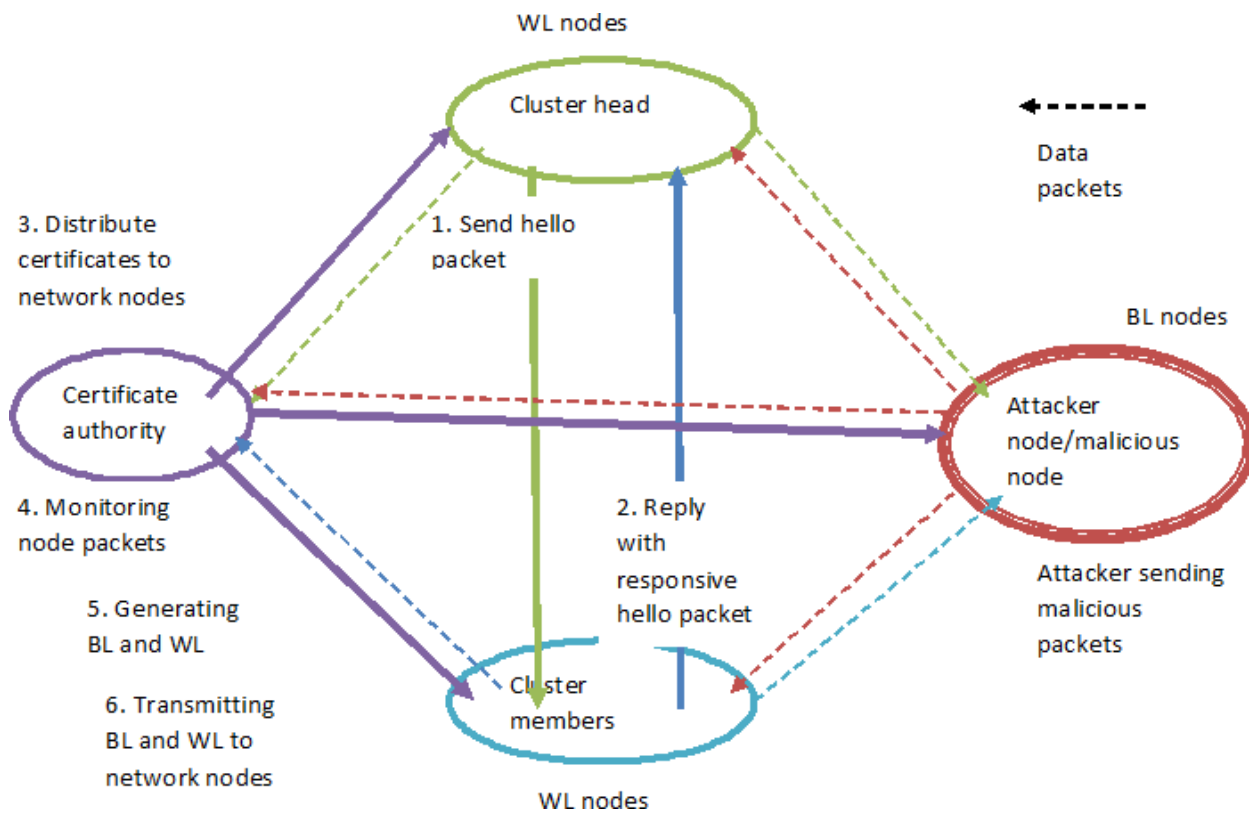 WL nodes
Cluster head
Data
packets
3. Distribute
certificates to
network nodes
1. Send hello
packet
BL nodes
Certificate
authority
Attacker
node/malicious
node
4. Monitoring
node packets
2. Reply
with
responsive
hello packet
Attacker sending
malicious
packets
5. Generating
BL and WL
Cluster
members
6. Transmitting
BL and WL to
network nodes
WL nodes